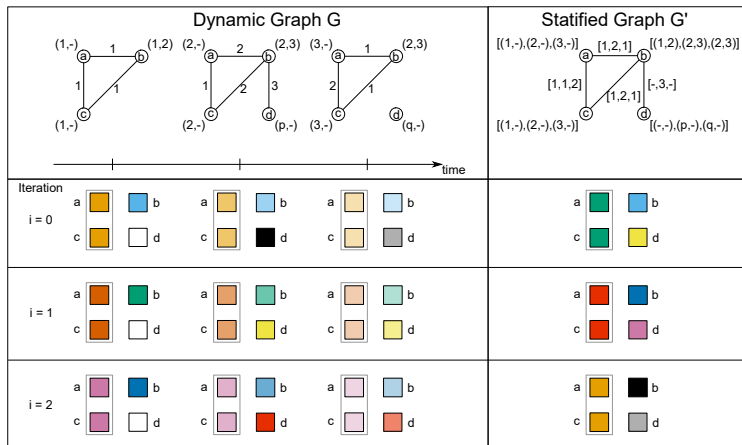 Dynamic Graph G
Statified Graph G'
(1,-) 1 (1,2)
a b
1 1
c
(1,-)
(2,-) 2 (2,3)
a b
1 2 3
c d
(2,-) (p,-)
(3,-) 1 (2,3)
a b
2 1
c d
(3,-) (q,-)
time
[(1,-),(2,-),(3,-)] [1,2,1] [(1,2),(2,3),(2,3)]
a b
[1,1,2] [1,2,1] [-,3,-]
c d
[(1,-),(2,-),(3,-)] [(-,-),(p,-),(q,-)]
Iteration
i = 0
a b a b a b a b
c d c d c d c d
i = 1
a b a b a b a b
c d c d c d c d
i = 2
a b a b a b a b
c d c d c d c d